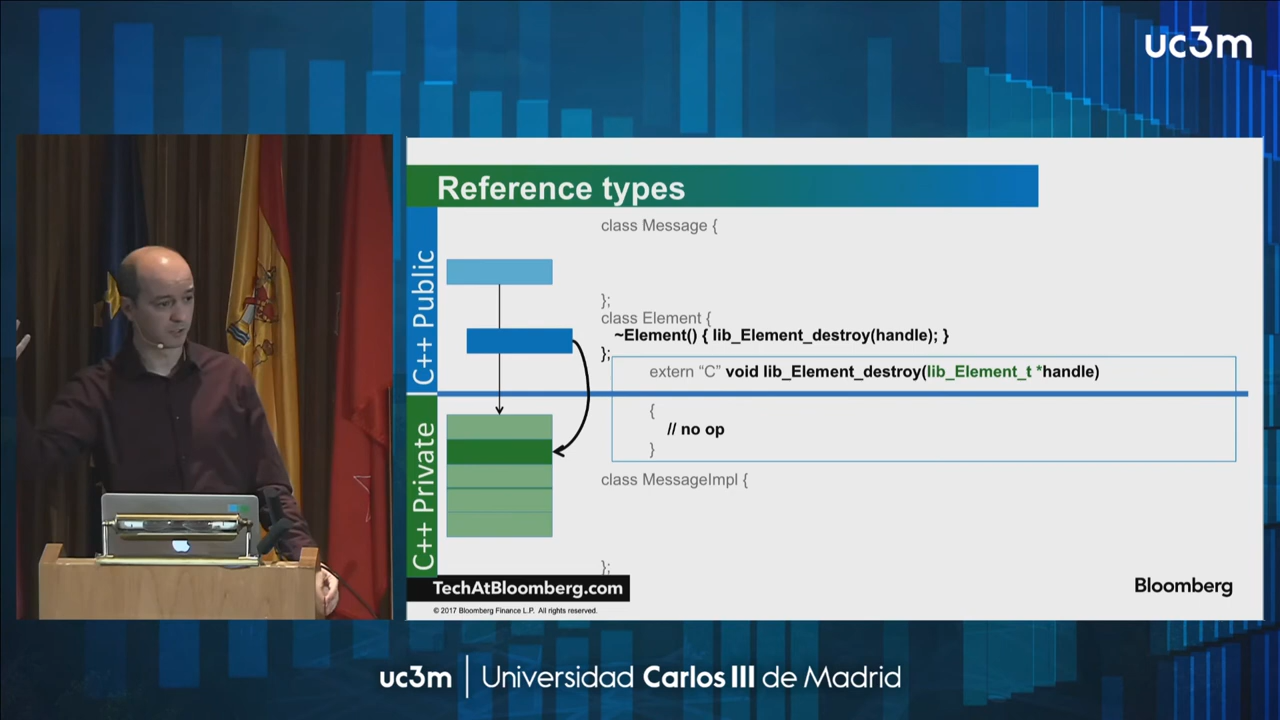 uc3m
Reference types
C++ Public
C++ Private
class Message {
};
class Element {
~Element() { lib_Element_destroy(handle); }
};
extern “C” void lib_Element_destroy(lib_Element_t *handle)
{
// no op
}
class MessageImpl {
};
TechAtBloomberg.com
Bloomberg
© 2017 Bloomberg Finance L.P. All rights reserved.
uc3m | Universidad Carlos III de Madrid